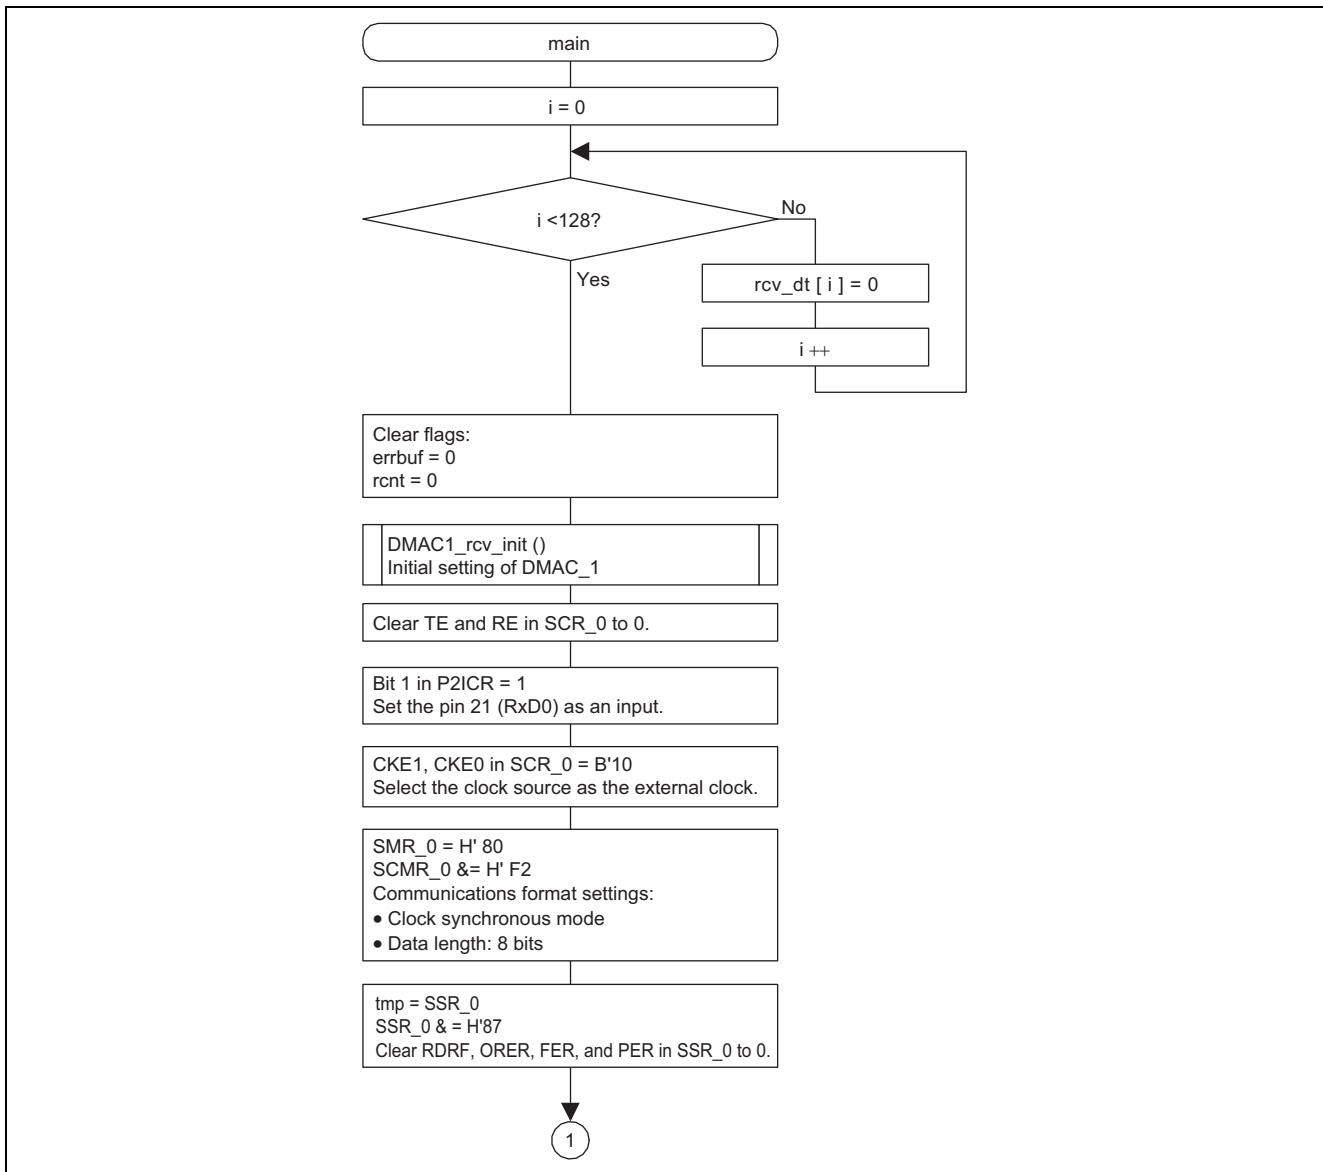 main
i = 0
i <128?
No
Yes
rcv_dt [ i ] = 0
i ++
Clear flags:
errbuf = 0
rcnt = 0
DMAC1_rcv_init ()
Initial setting of DMAC_1
Clear TE and RE in SCR_0 to 0.
Bit 1 in P2ICR = 1
Set the pin 21 (RxD0) as an input.
CKE1, CKE0 in SCR_0 = B'10
Select the clock source as the external clock.
SMR_0 = H' 80
SCMR_0 &= H' F2
Communications format settings:
• Clock synchronous mode
• Data length: 8 bits
tmp = SSR_0
SSR_0 & = H'87
Clear RDRF, ORER, FER, and PER in SSR_0 to 0.
1